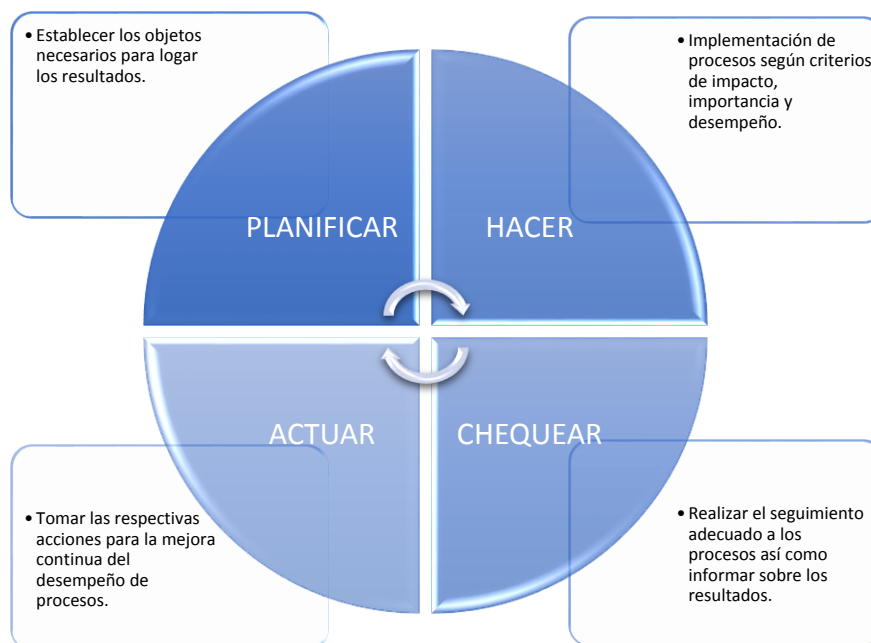 • Establecer los objetos
necesarios para logar
los resultados.
• Implementación de
procesos según criterios
de impacto,
importancia y
desempeño.
PLANIFICAR
HACER
ACTUAR
CHEQUEAR
• Tomar las respectivas
acciones para la mejora
continua del
desempeño de
procesos.
• Realizar el seguimiento
adecuado a los
procesos así como
informar sobre los
resultados.